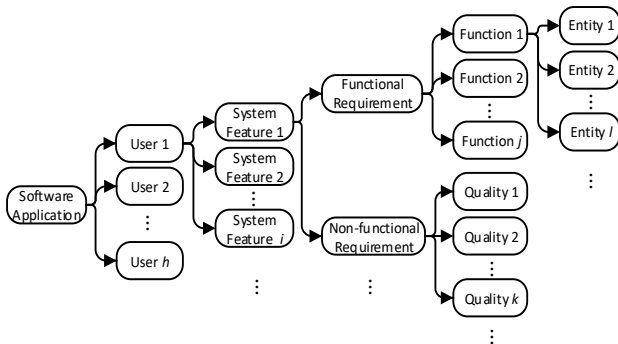 Software
Application
User 1
User 2
⋮
User h
System
Feature 1
System
Feature 2
⋮
System
Feature i
⋮
Functional
Requirement
Non-functional
Requirement
⋮
Function 1
Function 2
⋮
Function j
Quality 1
Quality 2
⋮
Quality k
⋮
Entity 1
Entity 2
⋮
Entity l
⋮